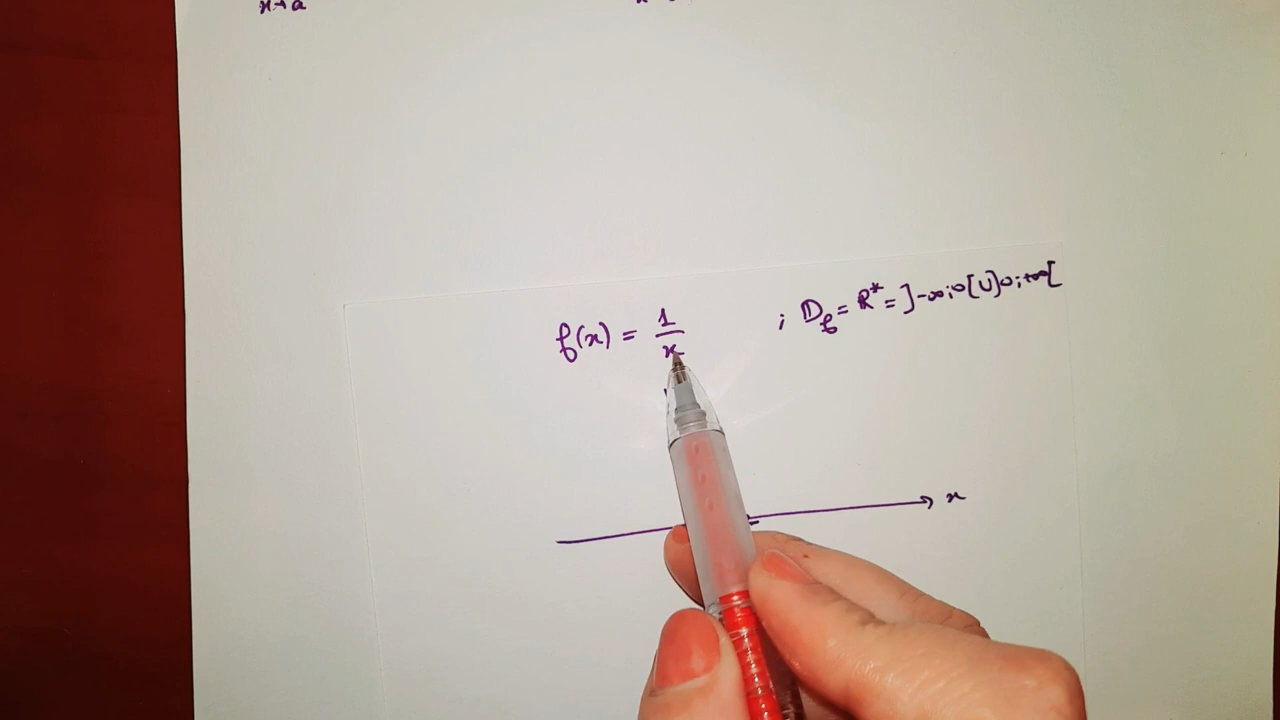 x→a
f(x) = 1/x ; D_f = R* = ]-∞;0[U]0;+∞[
x